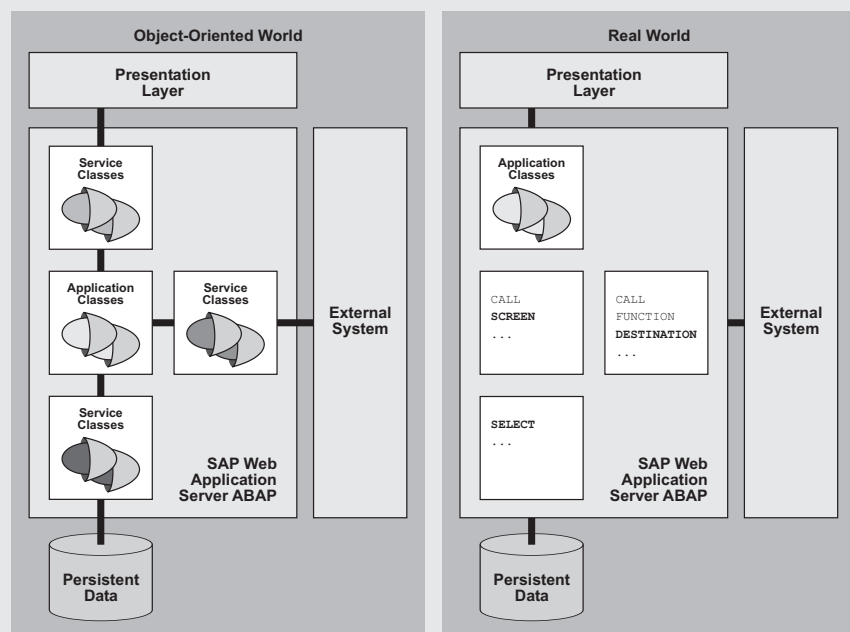 Object-Oriented World
Presentation
Layer
Service
Classes
Application
Classes
Service
Classes
External
System
Service
Classes
SAP Web
Application
Server ABAP
Persistent
Data
Real World
Presentation
Layer
Application
Classes
CALL
SCREEN
...
CALL
FUNCTION
DESTINATION
...
External
System
SELECT
...
SAP Web
Application
Server ABAP
Persistent
Data